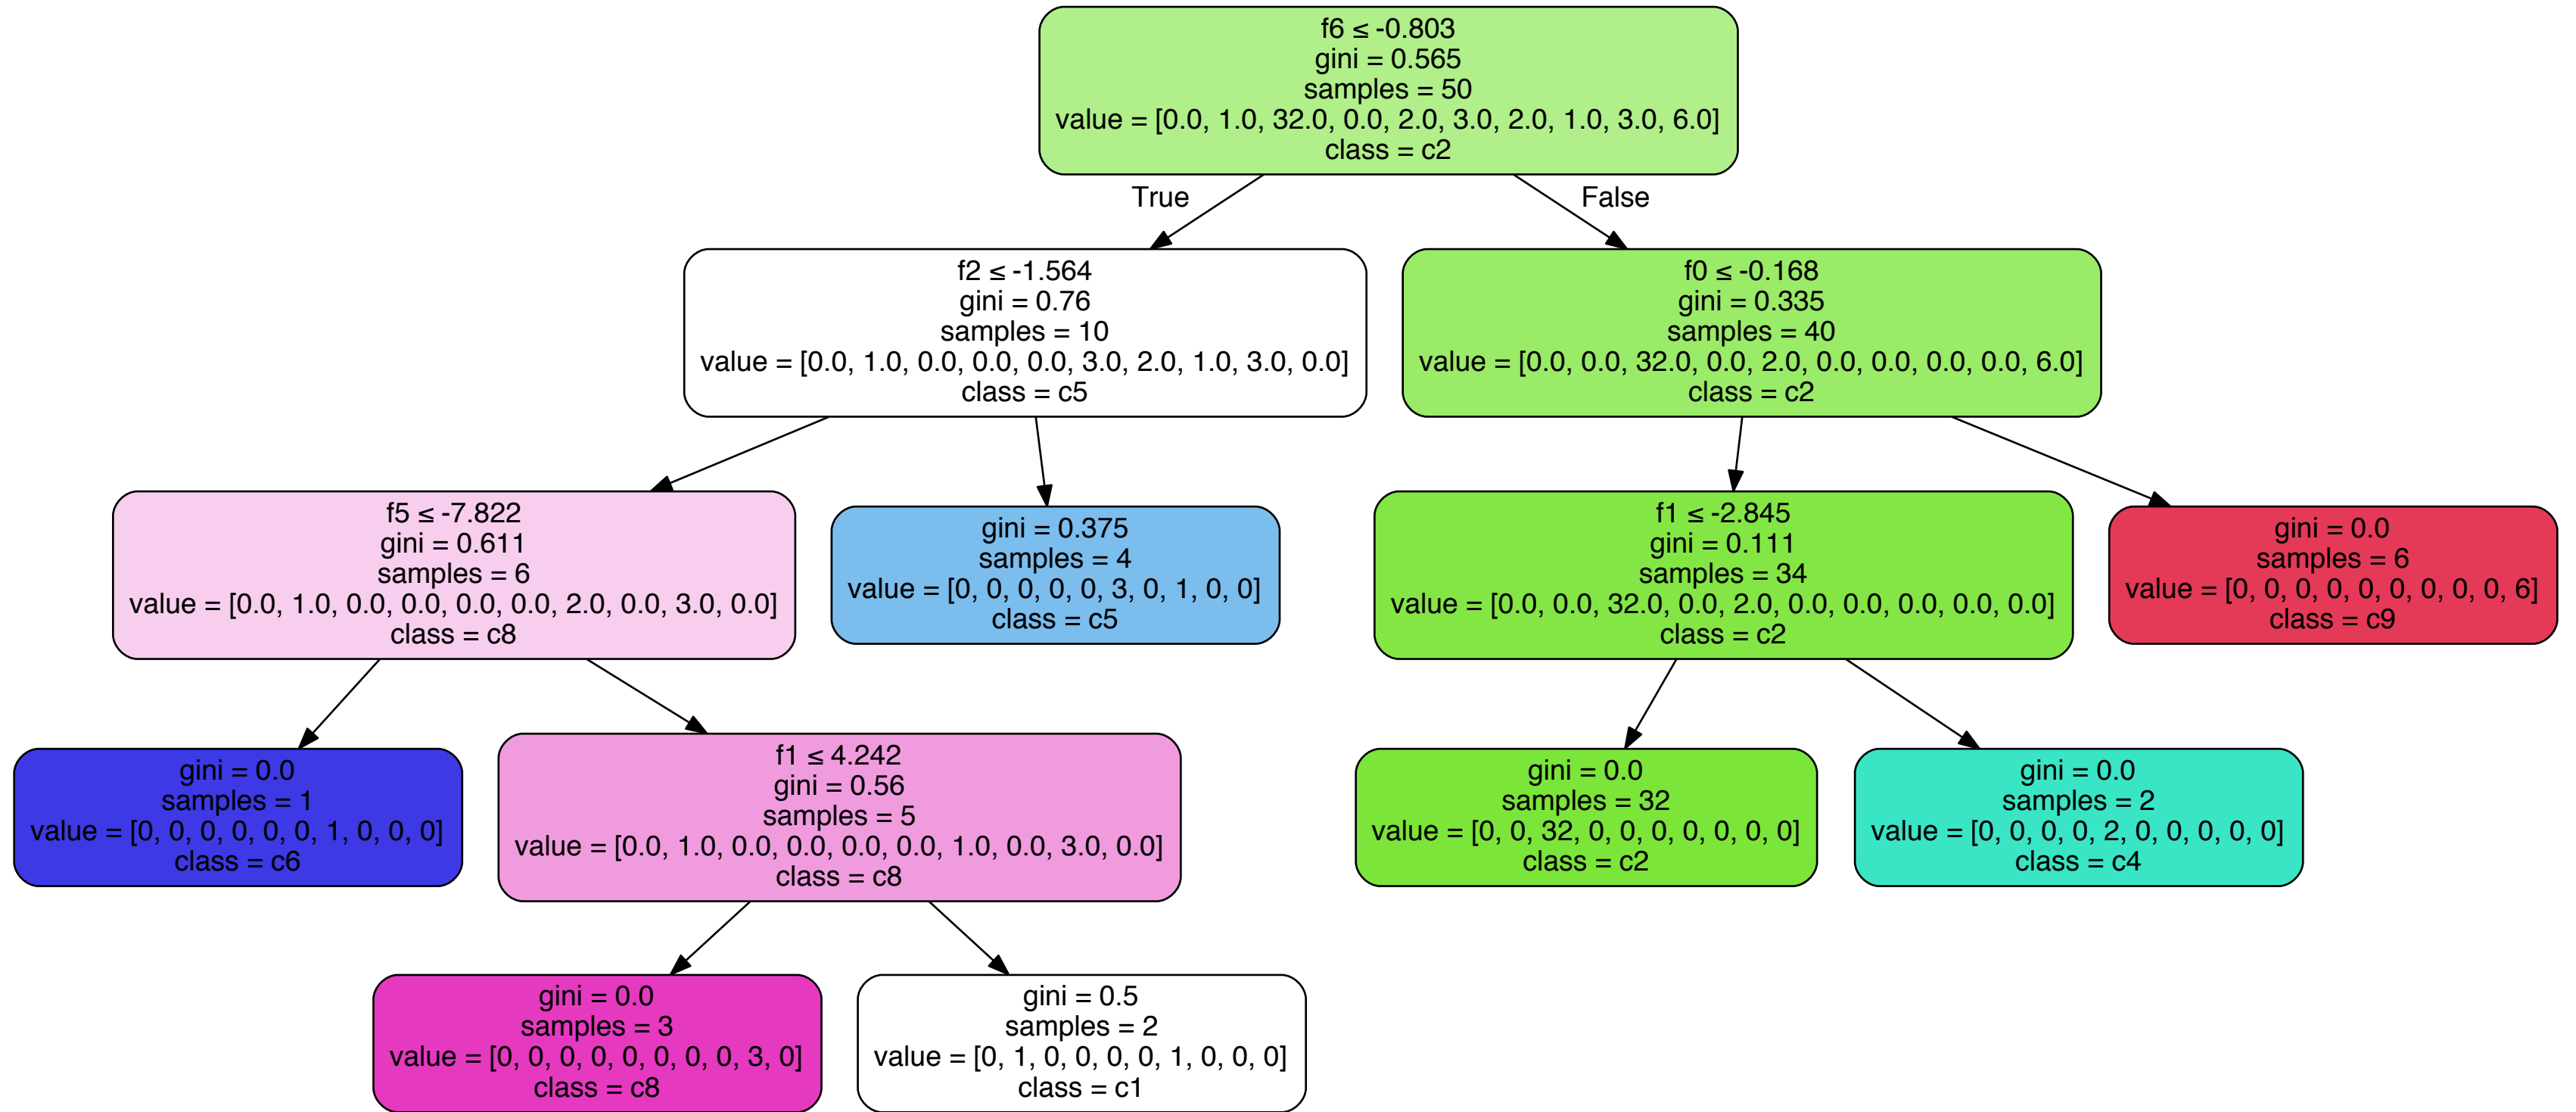 f6 ≤ -0.803
gini = 0.565
samples = 50
value = [0.0, 1.0, 32.0, 0.0, 2.0, 3.0, 2.0, 1.0, 3.0, 6.0]
class = c2
True
False
f2 ≤ -1.564
gini = 0.76
samples = 10
value = [0.0, 1.0, 0.0, 0.0, 0.0, 3.0, 2.0, 1.0, 3.0, 0.0]
class = c5
f0 ≤ -0.168
gini = 0.335
samples = 40
value = [0.0, 0.0, 32.0, 0.0, 2.0, 0.0, 0.0, 0.0, 0.0, 6.0]
class = c2
f5 ≤ -7.822
gini = 0.611
samples = 6
value = [0.0, 1.0, 0.0, 0.0, 0.0, 0.0, 2.0, 0.0, 3.0, 0.0]
class = c8
gini = 0.375
samples = 4
value = [0, 0, 0, 0, 0, 3, 0, 1, 0, 0]
class = c5
f1 ≤ -2.845
gini = 0.111
samples = 34
value = [0.0, 0.0, 32.0, 0.0, 2.0, 0.0, 0.0, 0.0, 0.0, 0.0]
class = c2
gini = 0.0
samples = 6
value = [0, 0, 0, 0, 0, 0, 0, 0, 0, 6]
class = c9
gini = 0.0
samples = 1
value = [0, 0, 0, 0, 0, 0, 1, 0, 0, 0]
class = c6
f1 ≤ 4.242
gini = 0.56
samples = 5
value = [0.0, 1.0, 0.0, 0.0, 0.0, 0.0, 1.0, 0.0, 3.0, 0.0]
class = c8
gini = 0.0
samples = 32
value = [0, 0, 32, 0, 0, 0, 0, 0, 0, 0]
class = c2
gini = 0.0
samples = 2
value = [0, 0, 0, 0, 2, 0, 0, 0, 0, 0]
class = c4
gini = 0.0
samples = 3
value = [0, 0, 0, 0, 0, 0, 0, 0, 3, 0]
class = c8
gini = 0.5
samples = 2
value = [0, 1, 0, 0, 0, 0, 1, 0, 0, 0]
class = c1